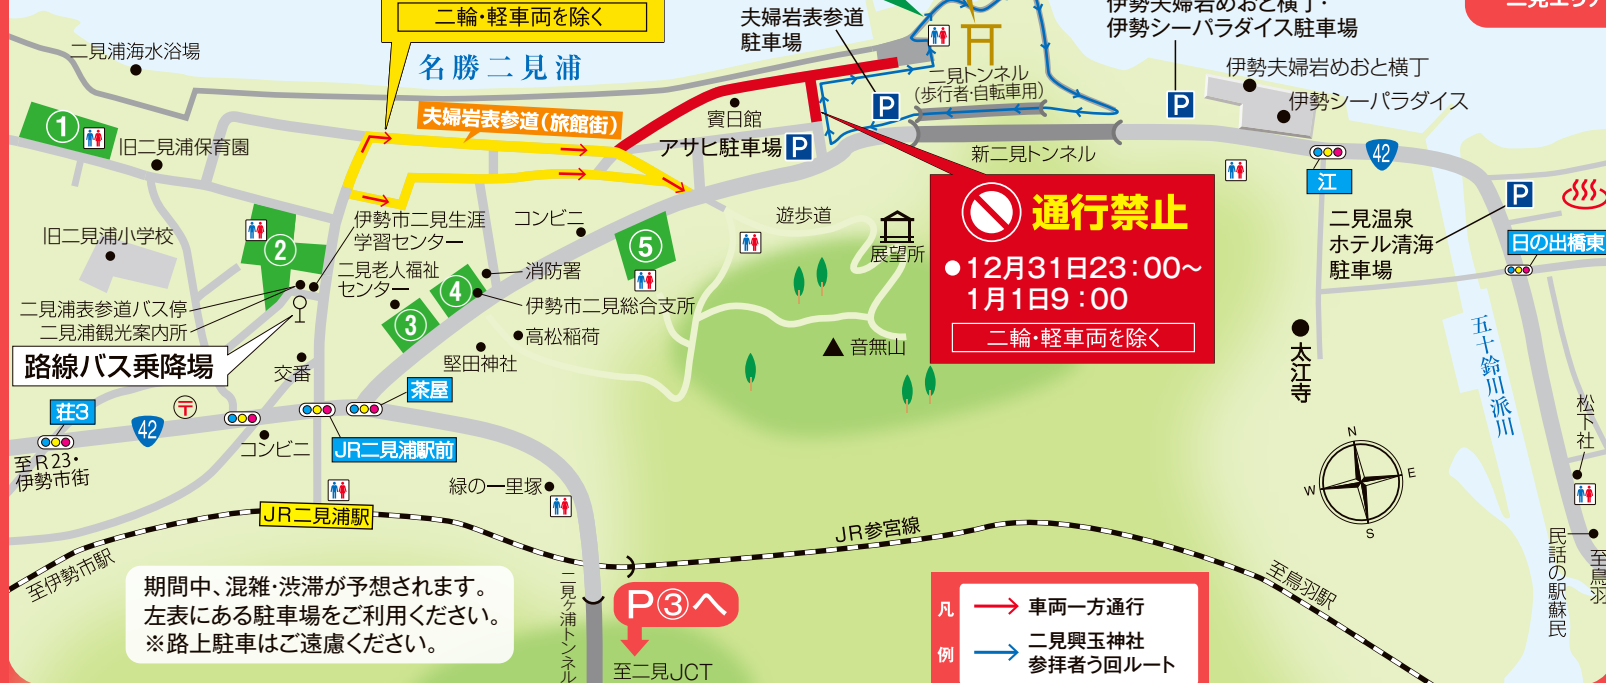 二輪・軽車両を除く
二見浦海水浴場
名勝二見浦
夫婦岩表参道
駐車場
伊勢夫婦岩めおと横丁・
伊勢シーパラダイス駐車場
二見エリア
伊勢夫婦岩めおと横丁
伊勢シーパラダイス
二見トンネル
(歩行者・自転車用)
夫婦岩表参道(旅館街)
賓日館
アサヒ駐車場
P
P
P
P
新二見トンネル
42
江
①
旧二見浦保育園
旧二見浦小学校
②
伊勢市二見生涯
学習センター
二見老人福祉
センター
コンビニ
消防署
⑤
④
③
伊勢市二見総合支所
高松稲荷
堅田神社
二見浦表参道バス停
二見浦観光案内所
路線バス乗降場
交番
遊歩道
展望所
音無山
通行禁止
●12月31日23:00~
1月1日9:00
二輪・軽車両を除く
二見温泉
ホテル清海
駐車場
日の出橋東
太江寺
五十鈴川派川
松下社
民話の駅蘇民
至鳥羽
荘3
42
〒
至R23・
伊勢市街
コンビニ
茶屋
JR二見浦駅前
緑の一里塚
JR二見浦駅
至伊勢市駅
JR参宮線
至鳥羽駅
N
E
S
W
期間中、混雑・渋滞が予想されます。
左表にある駐車場をご利用ください。
※路上駐車はご遠慮ください。
二見ヶ浦トンネル
P③へ
至二見JCT
凡例
車両一方通行
二見興玉神社
参拝者う回ルート